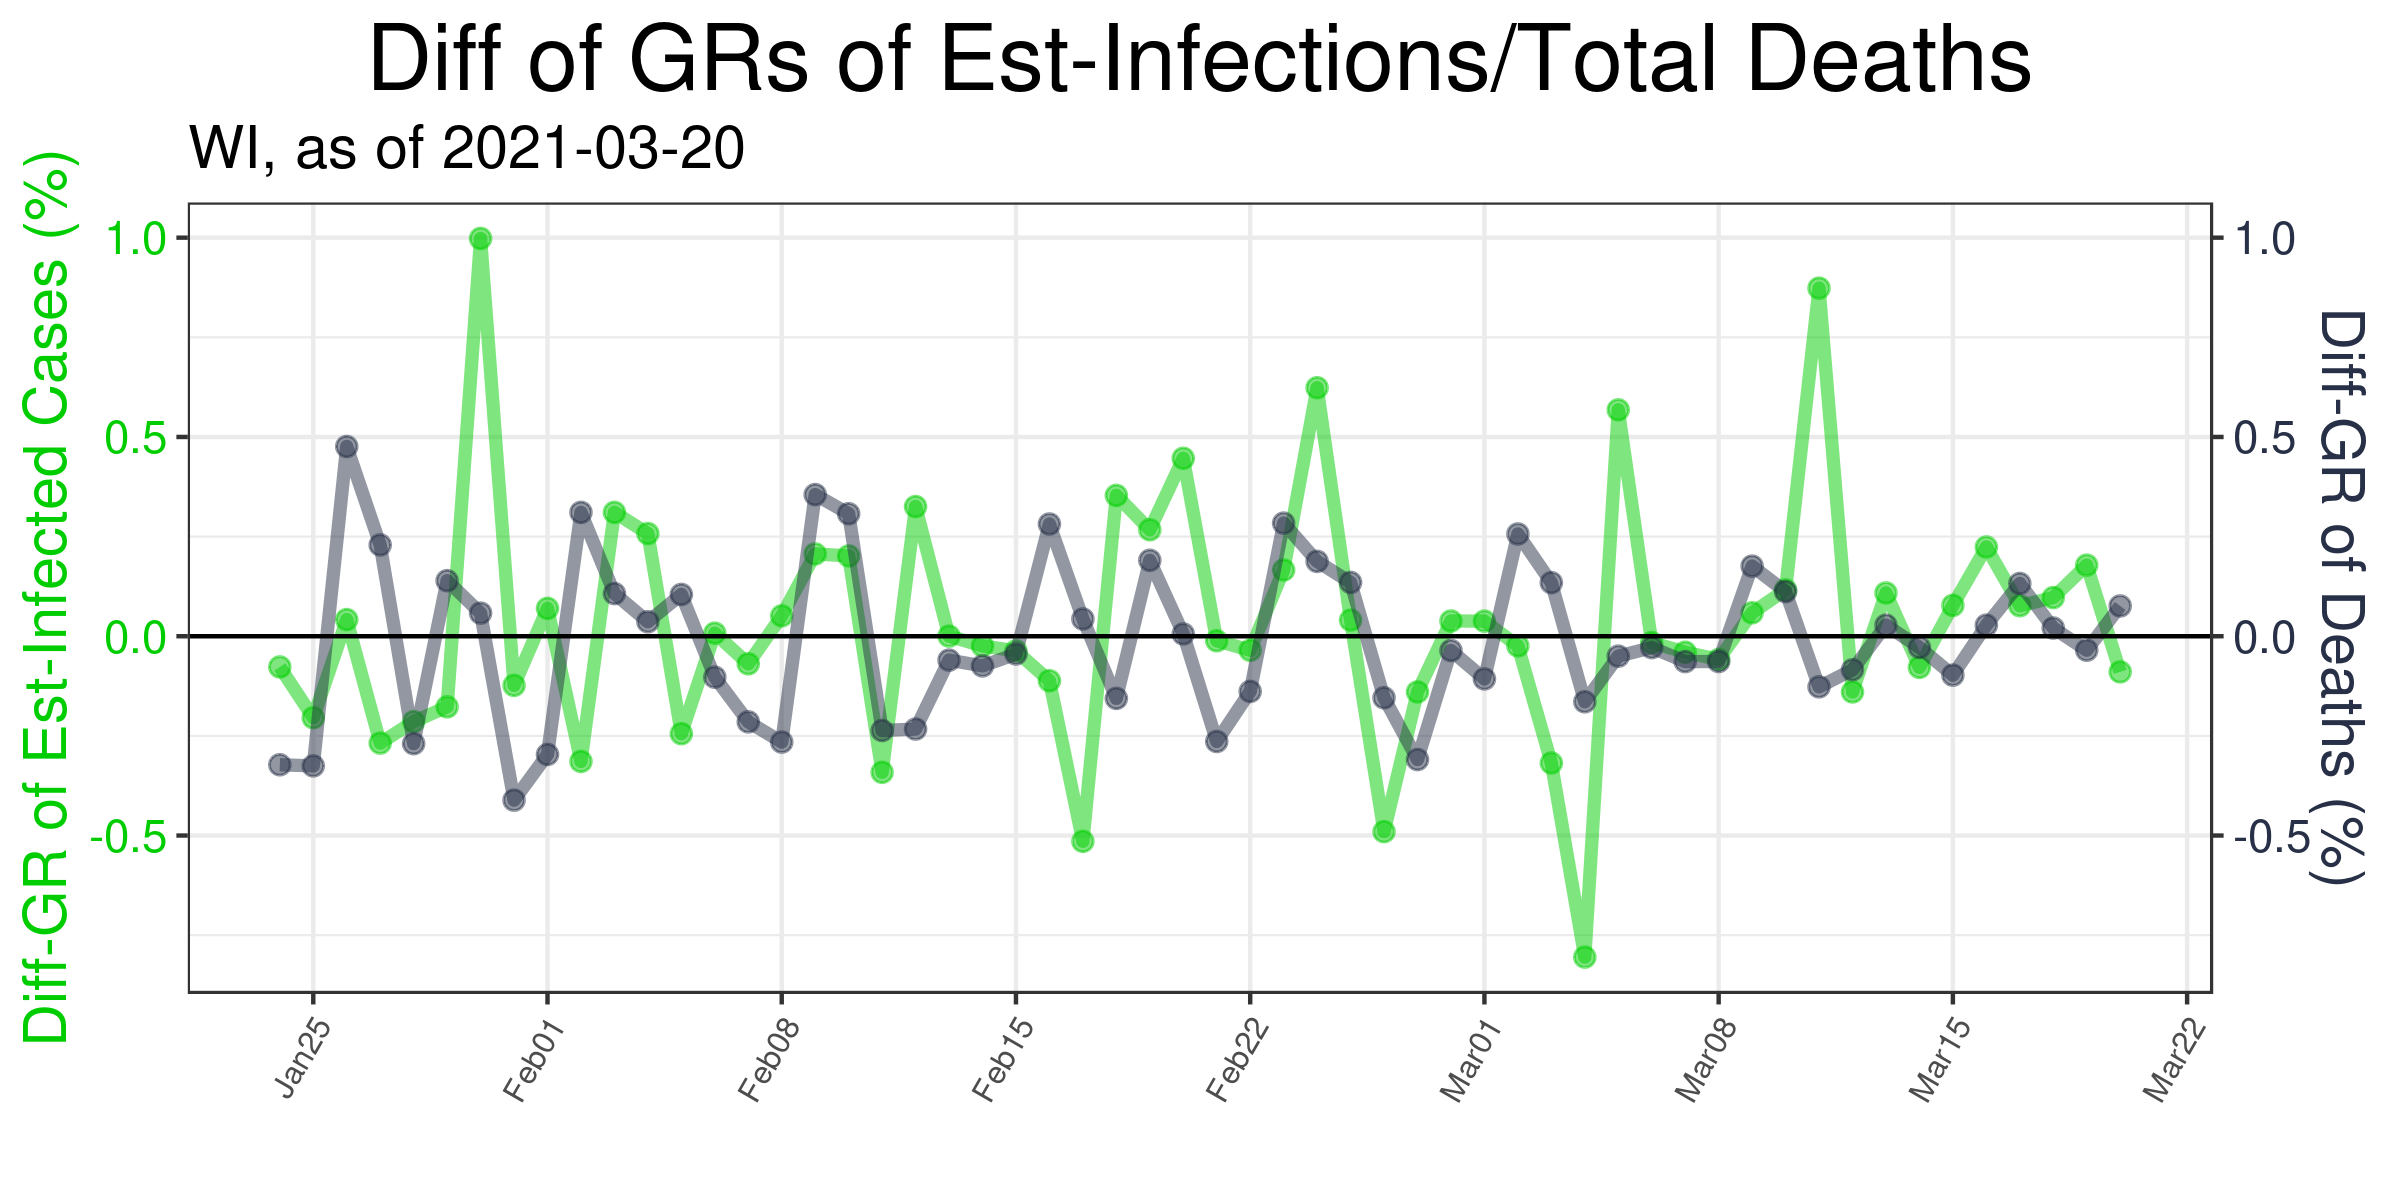 Diff of GRs of Est-Infections/Total Deaths
WI, as of 2021-03-20
Diff-GR of Est-Infected Cases (%)
1.0
0.5
0.0
-0.5
1.0
0.5
0.0
-0.5
Diff-GR of Deaths (%)
Jan25
Feb01
Feb08
Feb15
Feb22
Mar01
Mar08
Mar15
Mar22